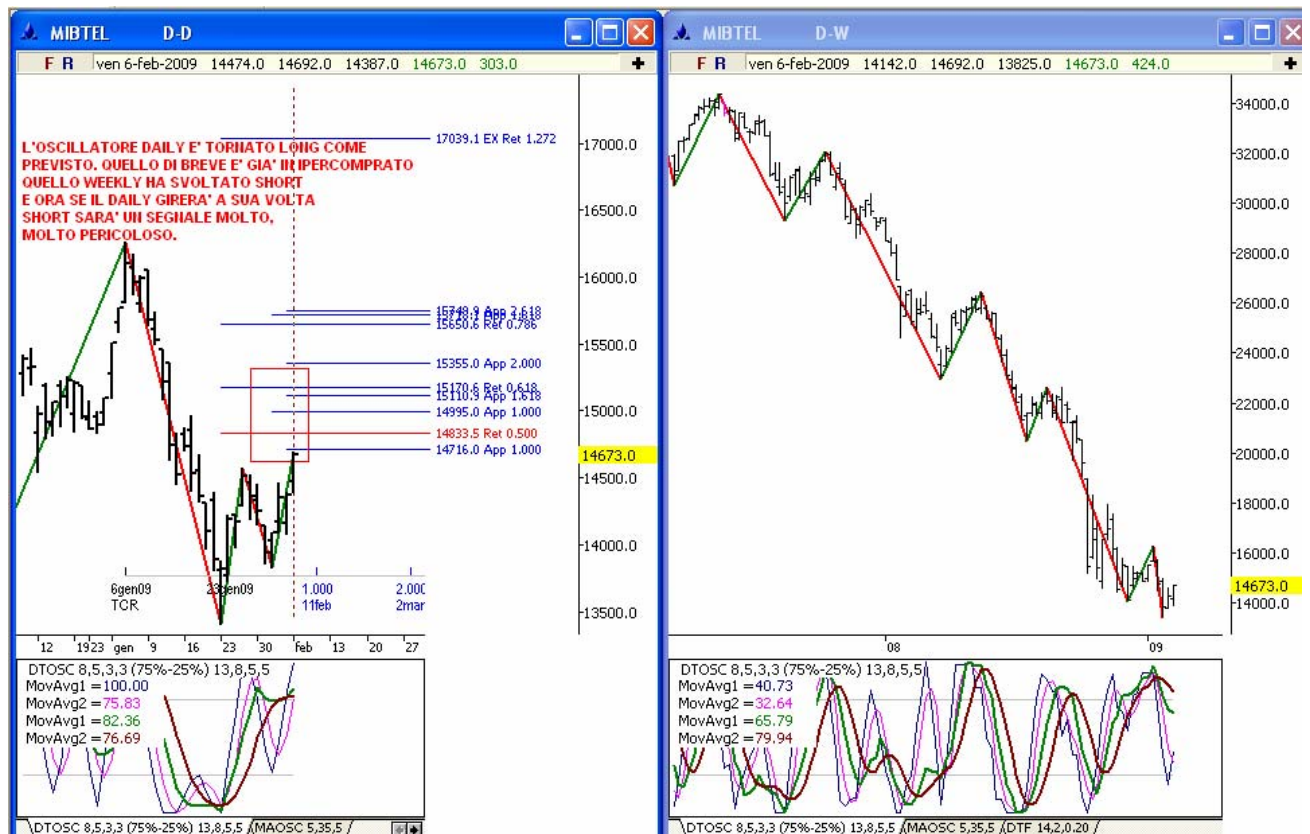 MIBTEL D-D
F R ven 6-feb-2009 14474.0 14692.0 14387.0 14673.0 303.0
L'OSCILLATORE DAILY E' TORNATO LONG COME
PREVISTO. QUELLO DI BREVE E' GIA' IN IPERCOMPRATO
QUELLO WEEKLY HA SVOLTATO SHORT
E ORA SE IL DAILY GIRERA' A SUA VOLTA
SHORT SARA' UN SEGNALE MOLTO,
MOLTO PERICOLOSO.
17039.1 EX Ret 1.272
15749.9 App 2.618
15650.6 Ret 0.786
15355.0 App 2.000
15170.6 Ret 0.618
15110.9 App 1.618
14995.0 App 1.000
14833.5 Ret 0.500
14716.0 App 1.000
17000.0
16500.0
16000.0
15500.0
15000.0
14673.0
14500.0
14000.0
13500.0
6gen09 23gen09 1.000 2.000
TCR 11feb 2mar
12 19 23 gen 9 16 23 30 feb 13 20 27
DTOSC 8,5,3,3 (75%-25%) 13,8,5,5
MovAvg1 =100.00
MovAvg2 =75.83
MovAvg1 =82.36
MovAvg2 =76.69
DTOSC 8,5,3,3 (75%-25%) 13,8,5,5 MAOSC 5,35,5
MIBTEL D-W
F R ven 6-feb-2009 14142.0 14692.0 13825.0 14673.0 424.0
34000.0
32000.0
30000.0
28000.0
26000.0
24000.0
22000.0
20000.0
18000.0
16000.0
14673.0
14000.0
08 09
DTOSC 8,5,3,3 (75%-25%) 13,8,5,5
MovAvg1 =40.73
MovAvg2 =32.64
MovAvg1 =65.79
MovAvg2 =79.94
DTOSC 8,5,3,3 (75%-25%) 13,8,5,5 MAOSC 5,35,5 DTF 14,2,0.20